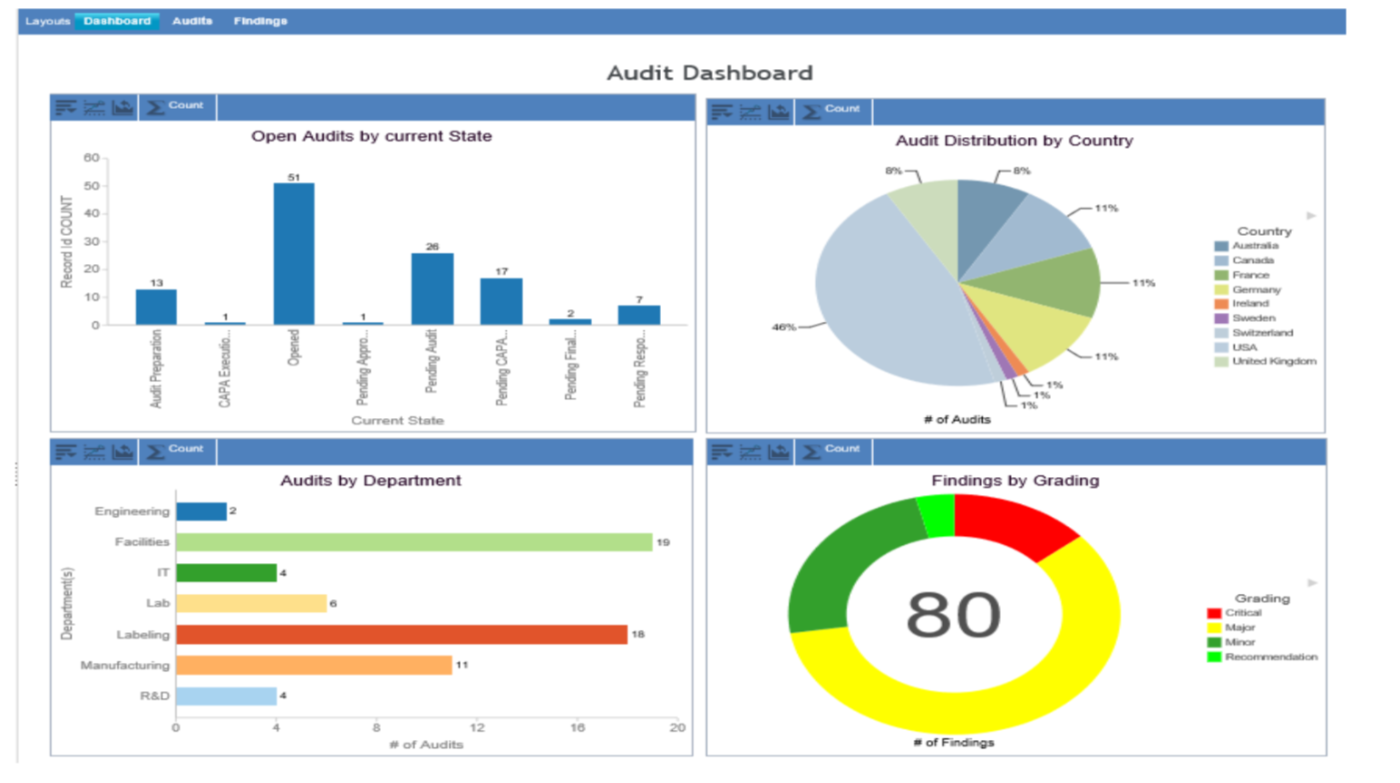 Layouts Dashboard Audits Findings
Audit Dashboard
Count
Open Audits by current State
Record Id COUNT
60
50
40
30
20
10
0
13
1
51
1
26
17
2
7
Audit Preparation
CAPA Executio...
Opened
Pending Appro...
Pending Audit
Pending CAPA...
Pending Final...
Pending Respo...
Current State
Count
Audit Distribution by Country
8%
8%
11%
11%
11%
1%
1%
1%
46%
# of Audits
Country
Australia
Canada
France
Germany
Ireland
Sweden
Switzerland
USA
United Kingdom
Count
Audits by Department
Department(s)
Engineering 2
Facilities 19
IT 4
Lab 6
Labeling 18
Manufacturing 11
R&D 4
0 4 8 12 16 20
# of Audits
Count
Findings by Grading
80
# of Findings
Grading
Critical
Major
Minor
Recommendation